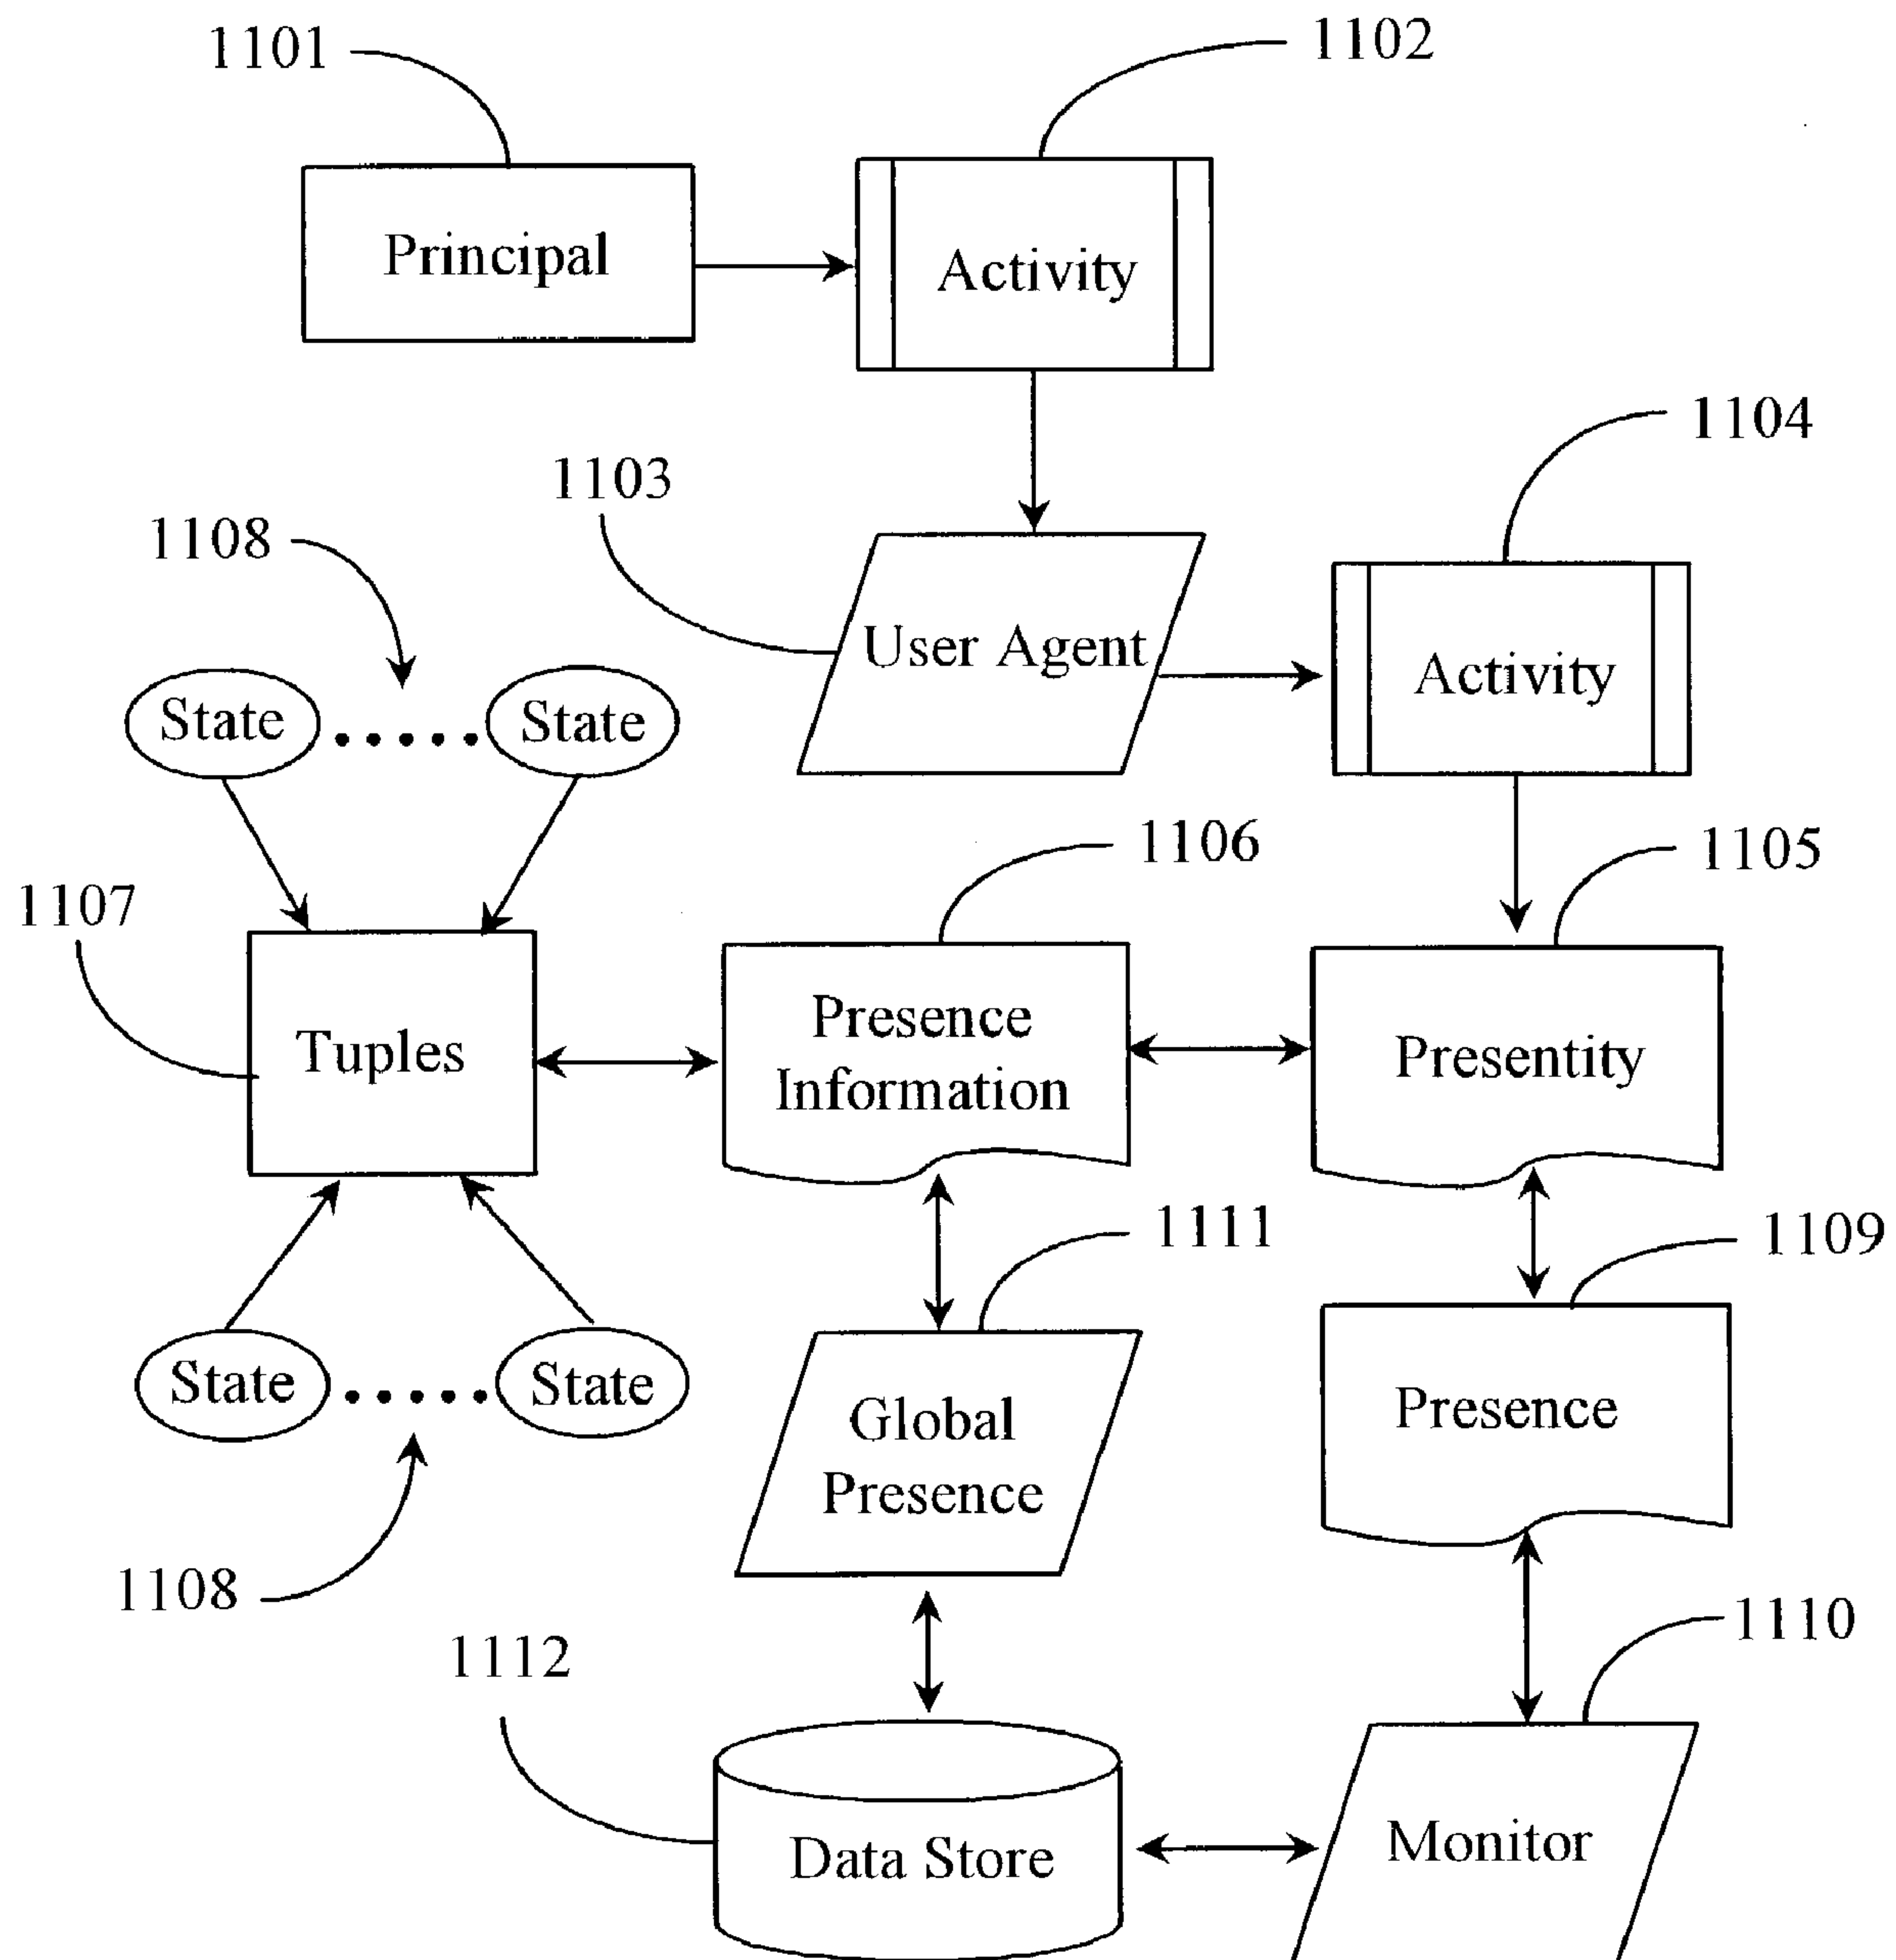 1101
1102
Principal
Activity
1104
1103
1108
User Agent
Activity
State
State
1106
1105
1107
Presence
Information
Tuples
Presentity
1111
1109
State
State
Global
Presence
Presence
1108
1110
1112
Data Store
Monitor